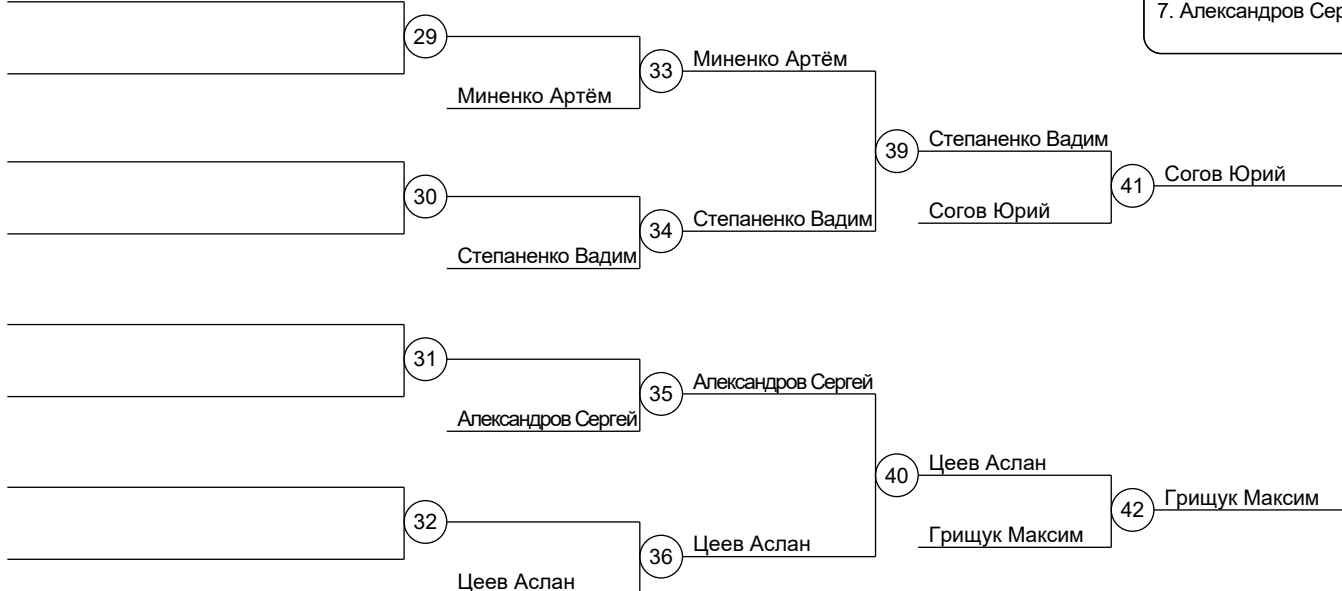 7. Александров Сер
29
33
Миненко Артём
Миненко Артём
39
Степаненко Вадим
41
Согов Юрий
30
34
Степаненко Вадим
Согов Юрий
Степаненко Вадим
31
35
Александров Сергей
Александров Сергей
40
Цеев Аслан
42
Грищук Максим
32
36
Цеев Аслан
Грищук Максим
Цеев Аслан